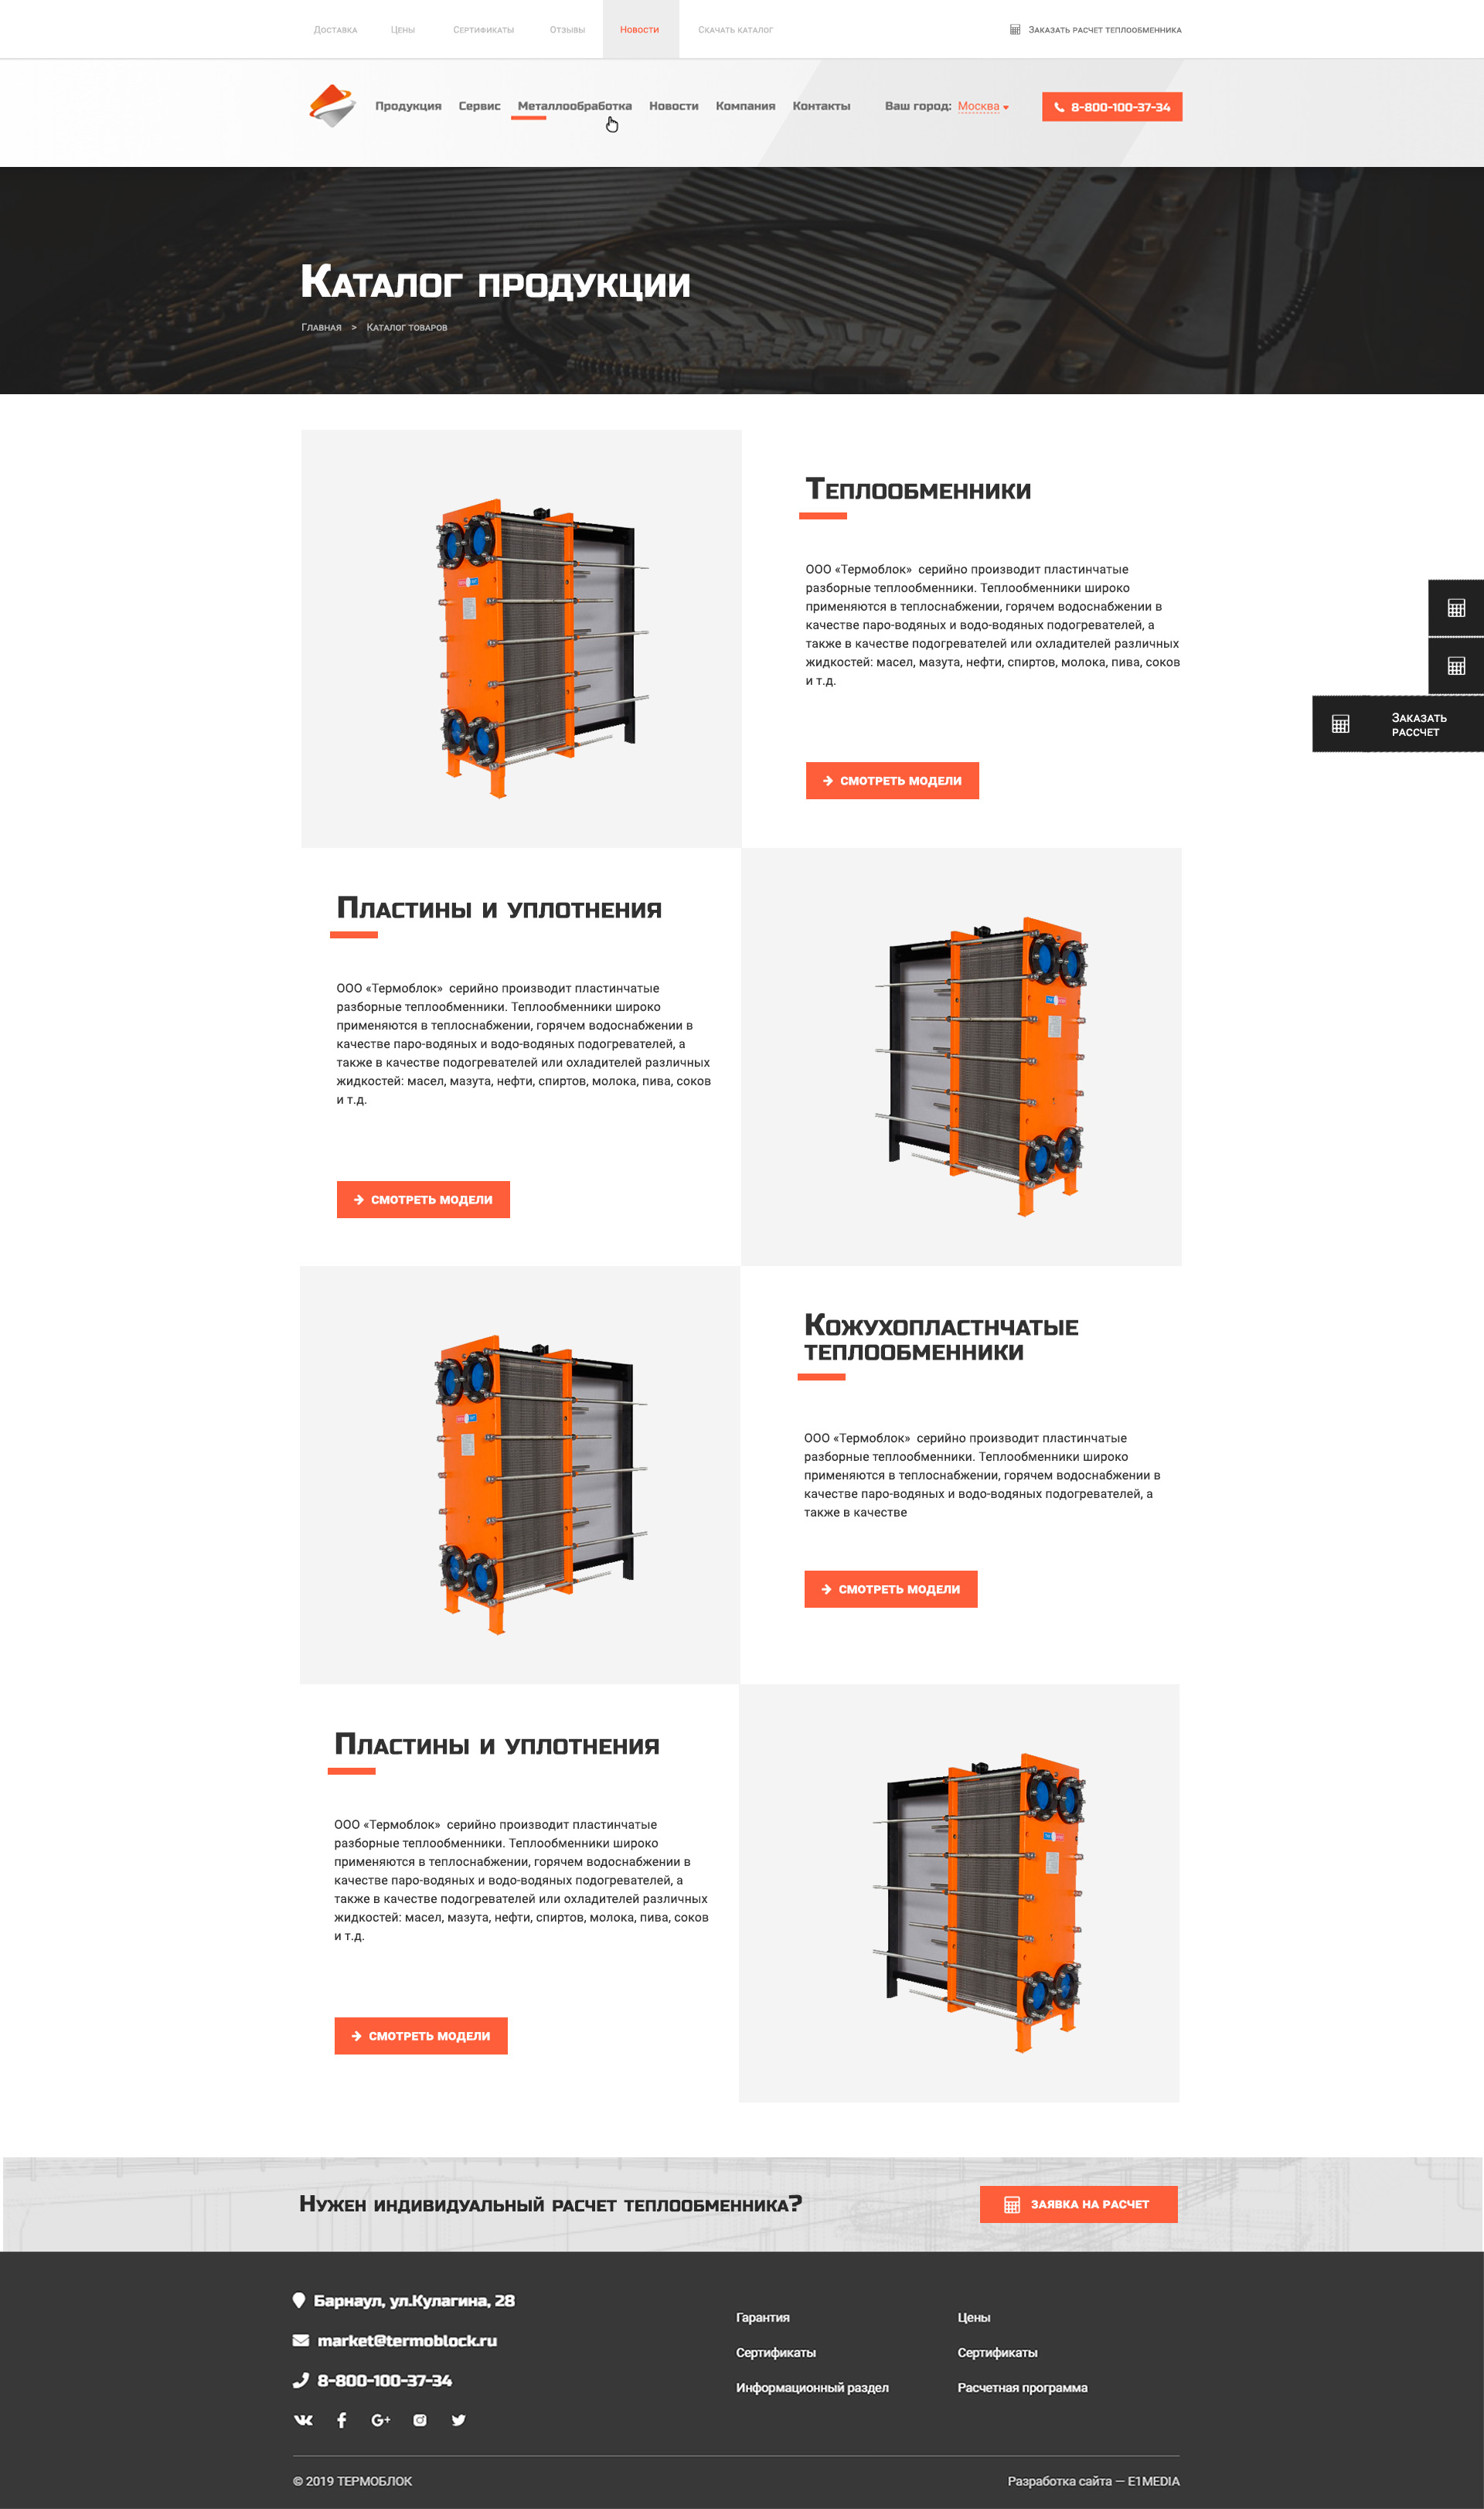 Доставка Цены Сертификаты Отзывы Новости Скачать каталог Заказать расчет теплообменника
Продукция Сервис Металлообработка Новости Компания Контакты Ваш город: Москва 8-800-100-37-34
Каталог продукции
Главная > Каталог товаров
Теплообменники
ООО «Термоблок» серийно производит пластинчатые
разборные теплообменники. Теплообменники широко
применяются в теплоснабжении, горячем водоснабжении в
качестве паро-водяных и водо-водяных подогревателей, а
также в качестве подогревателей или охладителей различных
жидкостей: масел, мазута, нефти, спиртов, молока, пива, соков
и т.д.
Заказать
рассчет
СМОТРЕТЬ МОДЕЛИ
Пластины и уплотнения
ООО «Термоблок» серийно производит пластинчатые
разборные теплообменники. Теплообменники широко
применяются в теплоснабжении, горячем водоснабжении в
качестве паро-водяных и водо-водяных подогревателей, а
также в качестве подогревателей или охладителей различных
жидкостей: масел, мазута, нефти, спиртов, молока, пива, соков
и т.д.
СМОТРЕТЬ МОДЕЛИ
Кожухопластнчатые
теплообменники
ООО «Термоблок» серийно производит пластинчатые
разборные теплообменники. Теплообменники широко
применяются в теплоснабжении, горячем водоснабжении в
качестве паро-водяных и водо-водяных подогревателей, а
также в качестве
СМОТРЕТЬ МОДЕЛИ
Пластины и уплотнения
ООО «Термоблок» серийно производит пластинчатые
разборные теплообменники. Теплообменники широко
применяются в теплоснабжении, горячем водоснабжении в
качестве паро-водяных и водо-водяных подогревателей, а
также в качестве подогревателей или охладителей различных
жидкостей: масел, мазута, нефти, спиртов, молока, пива, соков
и т.д.
СМОТРЕТЬ МОДЕЛИ
Нужен индивидуальный расчет теплообменника? ЗАЯВКА НА РАСЧЕТ
Барнаул, ул.Кулагина, 28
market@termoblock.ru
8-800-100-37-34
Гарантия
Сертификаты
Информационный раздел
Цены
Сертификаты
Расчетная программа
© 2019 ТЕРМОБЛОК
Разработка сайта — E1MEDIA